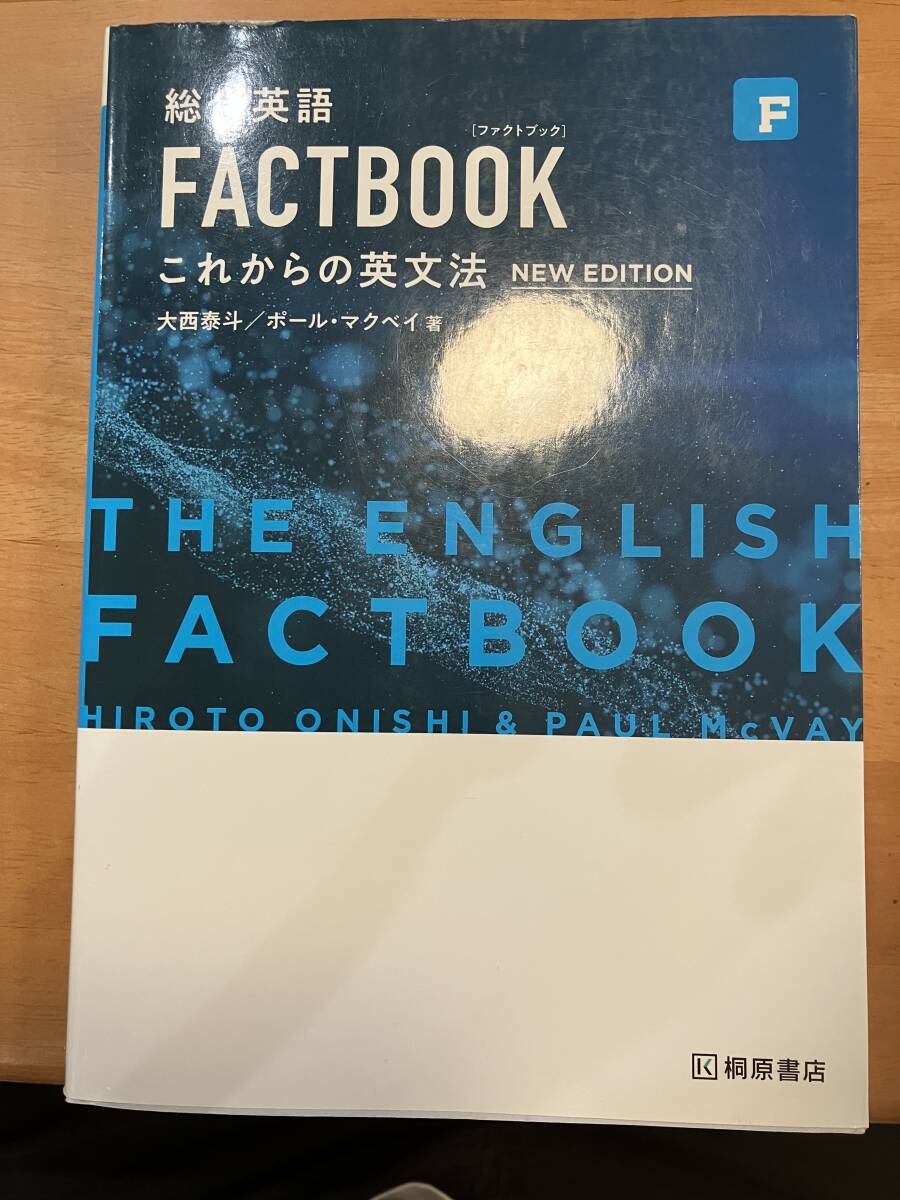 総 英語
F
[ファクトブック]
FACTBOOK
これからの英文法 NEW EDITION
大西泰斗／ポール・マクベイ 著
THE ENGLISH
FACTBOOK
HIROTO ONISHI & PAUL McVAY
桐原書店